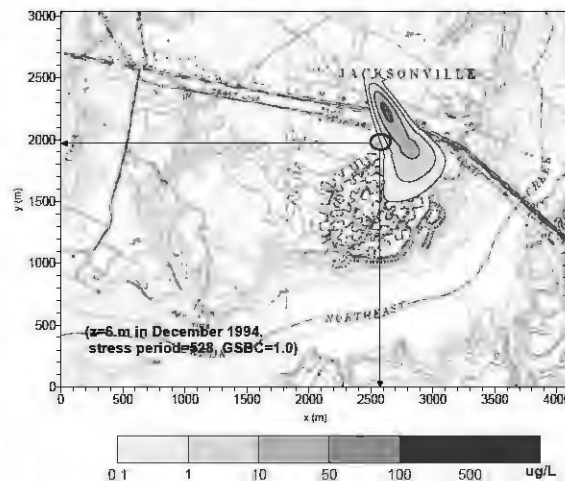 3000
2500
2000
1500
1000
500
0
y (m)
JACKSONVILLE
CREEK
NORTHEAST
(z=6 m in December 1994,
stress period=528, GSBC=1.0)
0 500 1000 1500 2000 2500 3000 3500 4000
x (m)
0.1 1 10 50 100 500 ug/L